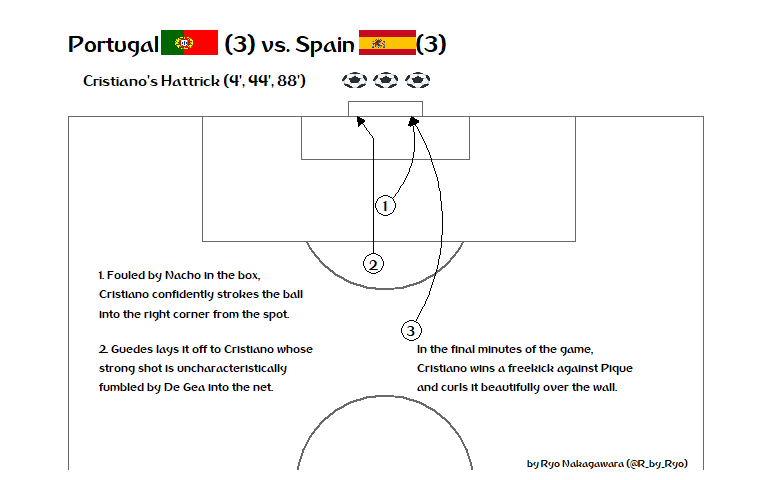 Portugal (3) vs. Spain (3)
Cristiano's Hattrick (4', 44', 88')
1
2
1. Fouled by Nacho in the box,
Cristiano confidently strokes the ball
into the right corner from the spot.
3
2. Guedes lays it off to Cristiano whose
strong shot is uncharacteristically
fumbled by De Gea into the net.
In the final minutes of the game,
Cristiano wins a freekick against Pique
and curls it beautifully over the wall.
by Ryo Nakagawara (@R_by_Ryo)